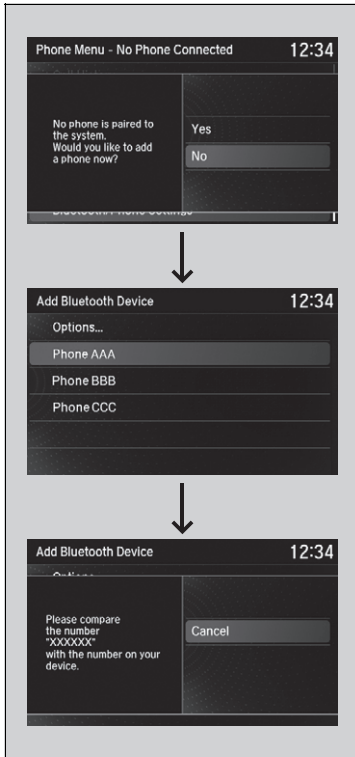 Phone Menu - No Phone Connected 12:34
No phone is paired to
the system.
Would you like to add
a phone now?
Yes
No
Add Bluetooth Device 12:34
Options...
Phone AAA
Phone BBB
Phone CCC
Add Bluetooth Device 12:34
Please compare
the number
"XXXXXX"
with the number on your
device.
Cancel